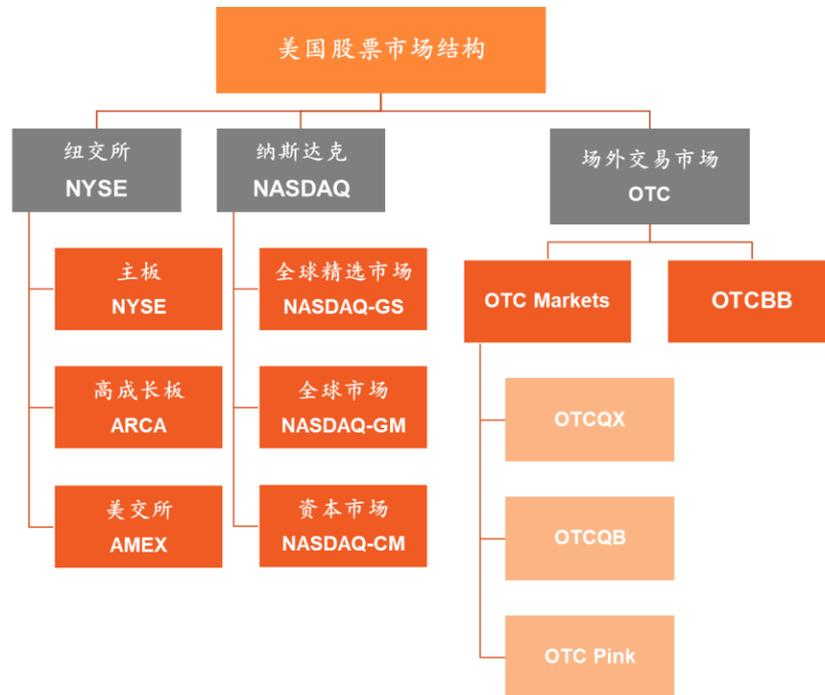 美国股票市场结构
纽交所
NYSE
纳斯达克
NASDAQ
场外交易市场
OTC
主板
NYSE
全球精选市场
NASDAQ-GS
OTC Markets
OTCBB
高成长板
ARCA
全球市场
NASDAQ-GM
OTCQX
美交所
AMEX
资本市场
NASDAQ-CM
OTCQB
OTC Pink